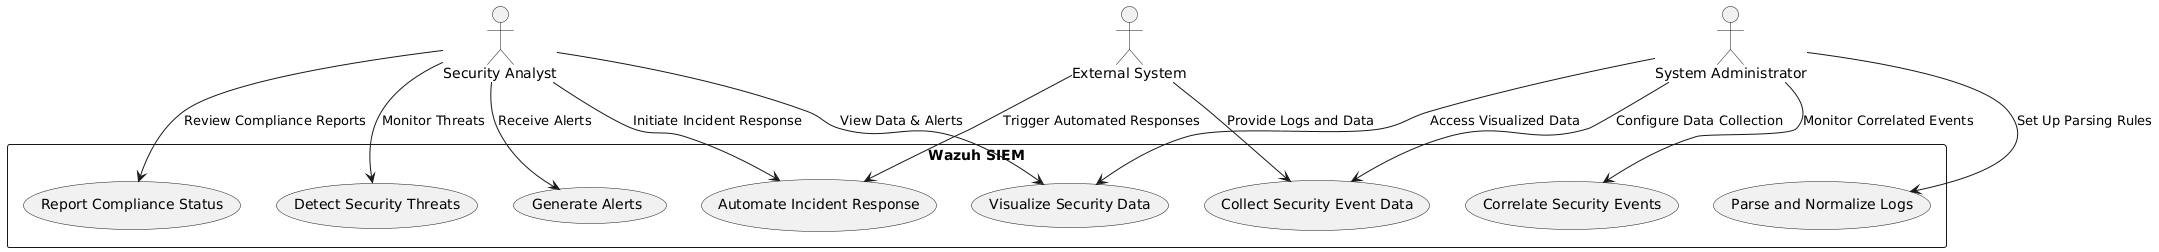 Security Analyst
External System
System Administrator
Review Compliance Reports
Monitor Threats
Receive Alerts
Initiate Incident Response
View Data & Alerts
Trigger Automated Responses
Provide Logs and Data
Access Visualized Data
Configure Data Collection
Monitor Correlated Events
Set Up Parsing Rules
Wazuh SIEM
Report Compliance Status
Detect Security Threats
Generate Alerts
Automate Incident Response
Visualize Security Data
Collect Security Event Data
Correlate Security Events
Parse and Normalize Logs